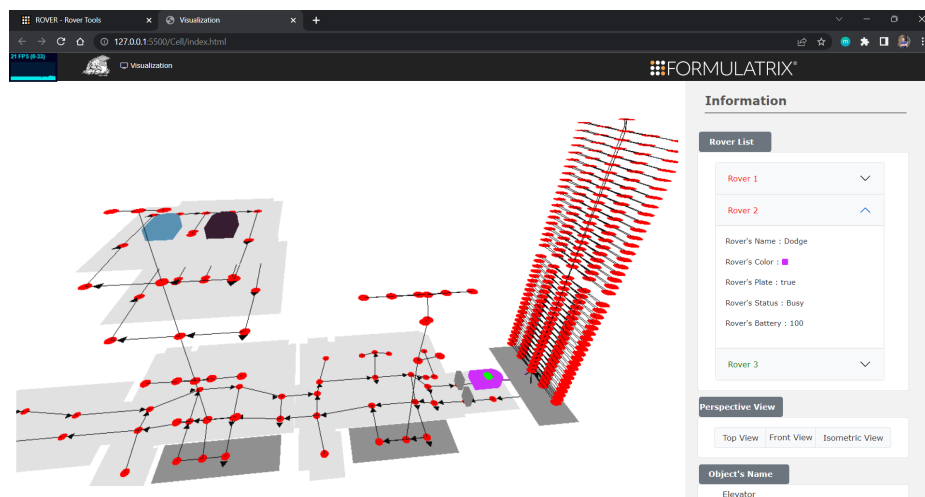 ROVER - Rover Tools
Visualization
127.0.0.1:5500/Cell/index.html
21 FPS (6-33)
Visualization
FORMULATRIX®
Information
Rover List
Rover 1
Rover 2
Rover's Name : Dodge
Rover's Color :
Rover's Plate : true
Rover's Status : Busy
Rover's Battery : 100
Rover 3
Perspective View
Top View Front View Isometric View
Object's Name
Elevator